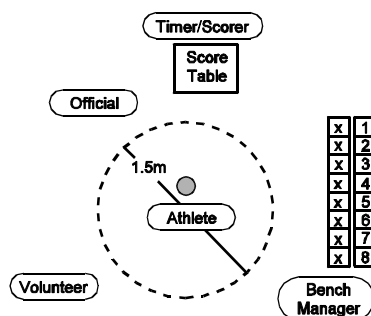 Timer/Scorer
Score
Table
Official
1.5m
Athlete
x 1
x 2
x 3
x 4
x 5
x 6
x 7
x 8
Volunteer
Bench
Manager